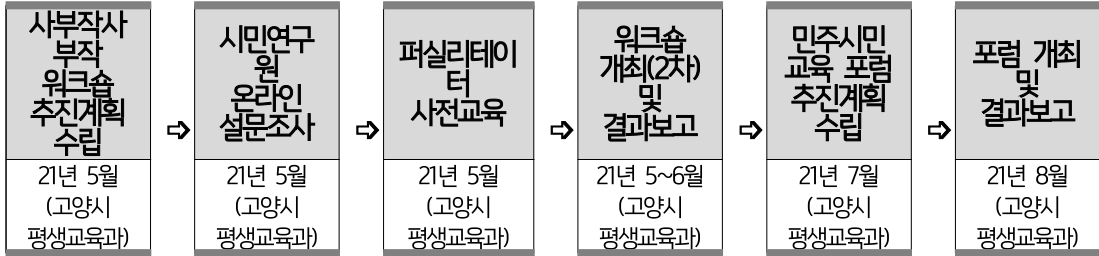 사부작사
부작
워크숍
추진계획
수립
21년 5월
(고양시
평생교육과)
➩
시민연구
원
온라인
설문조사
21년 5월
(고양시
평생교육과)
➩
퍼실리테이
터
사전교육
21년 5월
(고양시
평생교육과)
➩
워크숍
개최(2차)
및
결과보고
21년 5~6월
(고양시
평생교육과)
➩
민주시민
교육 포럼
추진계획
수립
21년 7월
(고양시
평생교육과)
➩
포럼 개최
및
결과보고
21년 8월
(고양시
평생교육과)